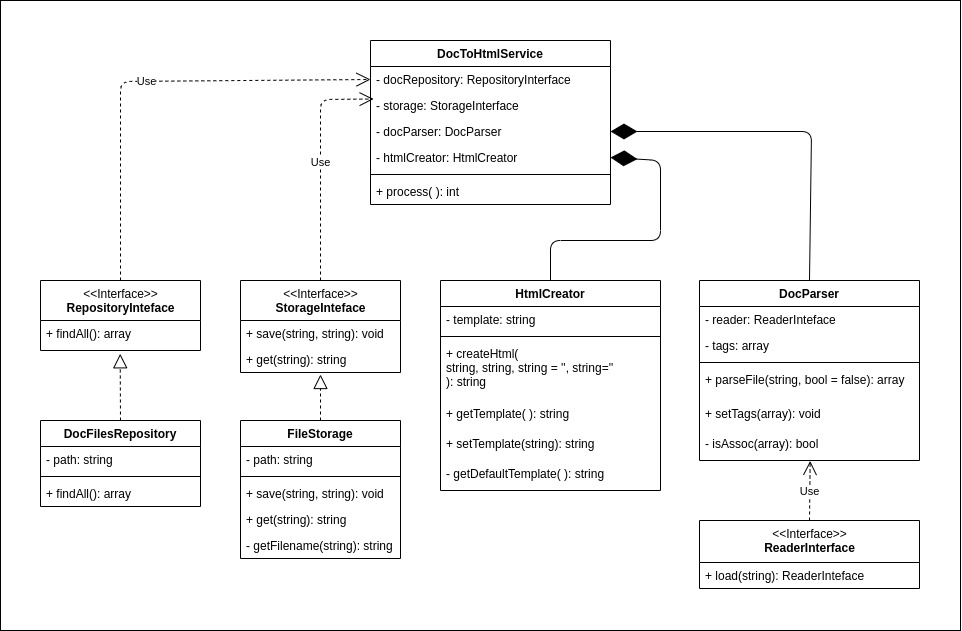 DocToHtmlService
- docRepository: RepositoryInterface
- storage: StorageInterface
- docParser: DocParser
- htmlCreator: HtmlCreator
+ process( ): int
Use
Use
<<Interface>>
RepositoryInteface
+ findAll(): array
<<Interface>>
StorageInteface
+ save(string, string): void
+ get(string): string
HtmlCreator
- template: string
+ createHtml(
string, string, string = '', string=''
): string
+ getTemplate( ): string
+ setTemplate(string): string
- getDefaultTemplate( ): string
DocParser
- reader: ReaderInteface
- tags: array
+ parseFile(string, bool = false): array
+ setTags(array): void
- isAssoc(array): bool
DocFilesRepository
- path: string
+ findAll(): array
FileStorage
- path: string
+ save(string, string): void
+ get(string): string
- getFilename(string): string
Use
<<Interface>>
ReaderInterface
+ load(string): ReaderInteface